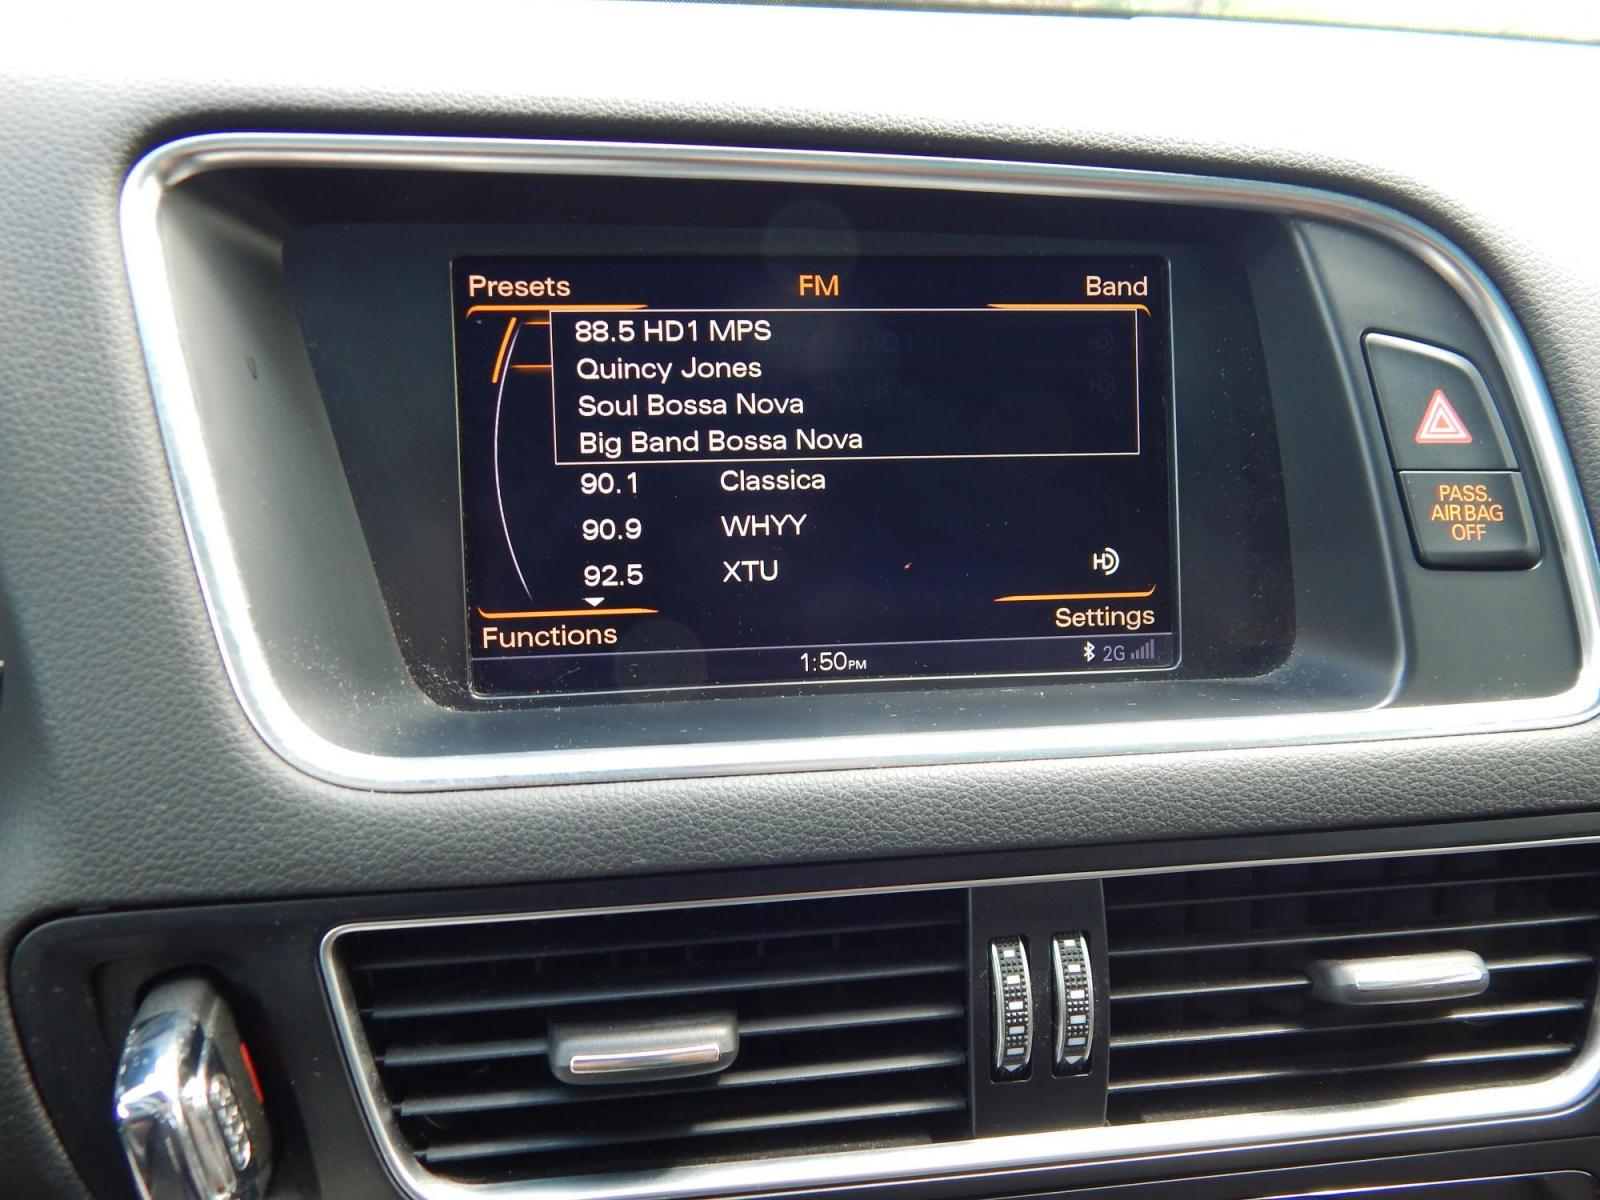 Presets FM Band
88.5 HD1 MPS
Quincy Jones
Soul Bossa Nova
Big Band Bossa Nova
90.1 Classica
90.9 WHYY
92.5 XTU HD
Functions Settings
1:50PM 2G
PASS.
AIR BAG
OFF